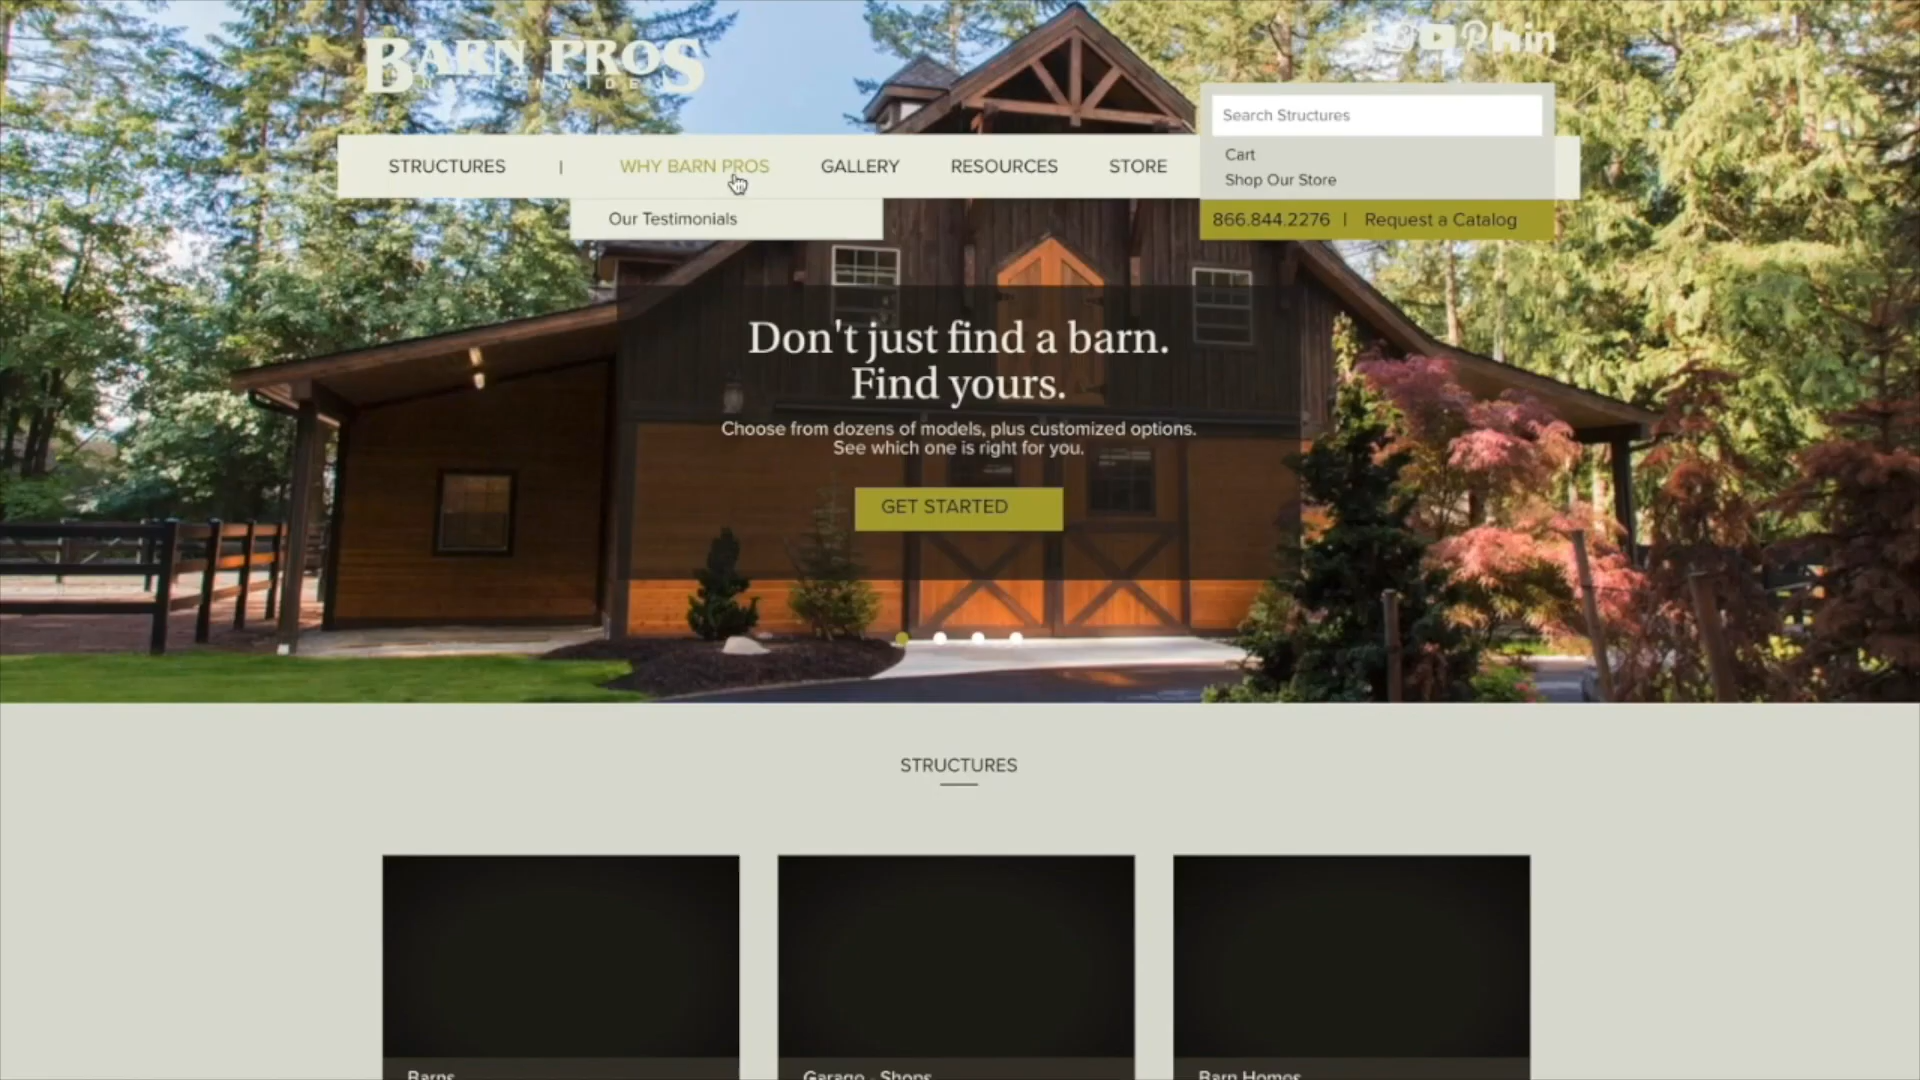 BARN PROS
NATIONWIDE
Search Structures
STRUCTURES | WHY BARN PROS GALLERY RESOURCES STORE
Cart
Shop Our Store
Our Testimonials
866.844.2276 | Request a Catalog
Don't just find a barn.
Find yours.
Choose from dozens of models, plus customized options.
See which one is right for you.
GET STARTED
STRUCTURES
Barns
Garage - Shops
Barn Homes